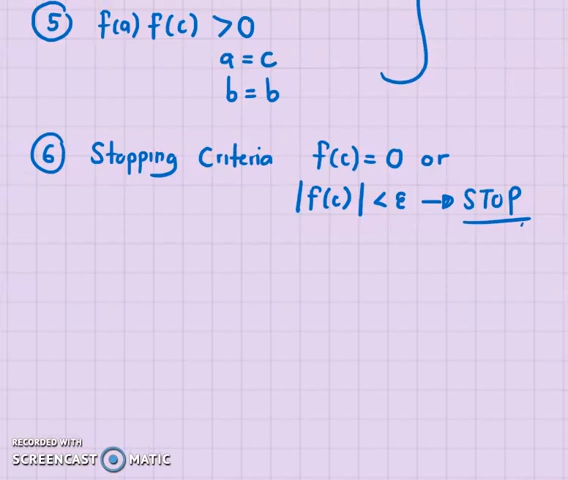 ⑤ f(a) f(c) > 0
a = c
b = b
⑥ Stopping Criteria f(c) = 0 or
|f(c)| < ε → STOP
RECORDED WITH
SCREENCAST MATIC